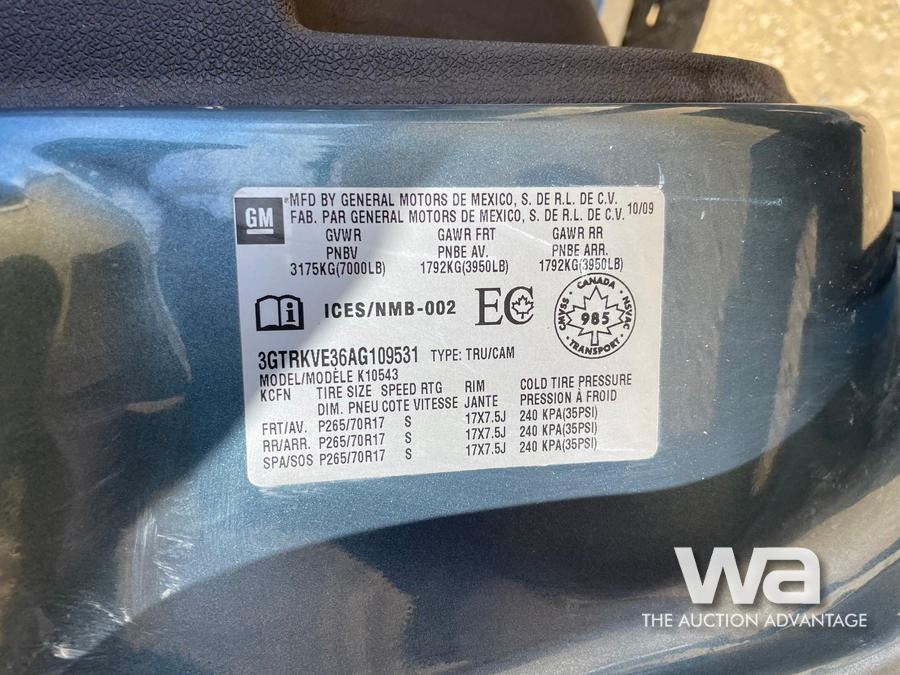 GM
MFD BY GENERAL MOTORS DE MEXICO, S. DE R.L. DE C.V.
FAB. PAR GENERAL MOTORS DE MEXICO, S. DE R.L. DE C.V. 10/09
GVWR GAWR FRT GAWR RR
PNBV PNBE AV. PNBE ARR.
3175KG(7000LB) 1792KG(3950LB) 1792KG(3950LB)
ICES/NMB-002 EC CANADA CMVSS 985 NSVAC TRANSPORT
3GTRKVE36AG109531 TYPE: TRU/CAM
MODEL/MODÈLE K10543
KCFN TIRE SIZE SPEED RTG RIM COLD TIRE PRESSURE
DIM. PNEU COTE VITESSE JANTE PRESSION À FROID
FRT/AV. P265/70R17 S 17X7.5J 240 KPA(35PSI)
RR/ARR. P265/70R17 S 17X7.5J 240 KPA(35PSI)
SPA/SOS P265/70R17 S 17X7.5J 240 KPA(35PSI)
wa
THE AUCTION ADVANTAGE